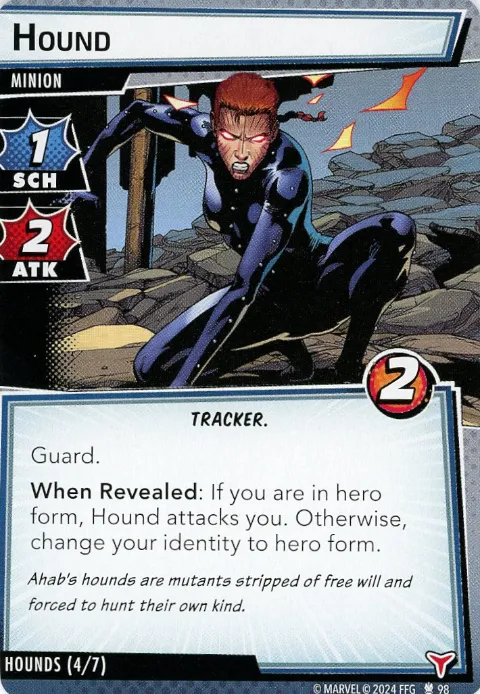 HOUND
MINION
1
SCH
2
ATK
2
TRACKER.
Guard.
When Revealed: If you are in hero
form, Hound attacks you. Otherwise,
change your identity to hero form.
Ahab's hounds are mutants stripped of free will and
forced to hunt their own kind.
HOUNDS (4/7)
© MARVEL © 2024 FFG 98